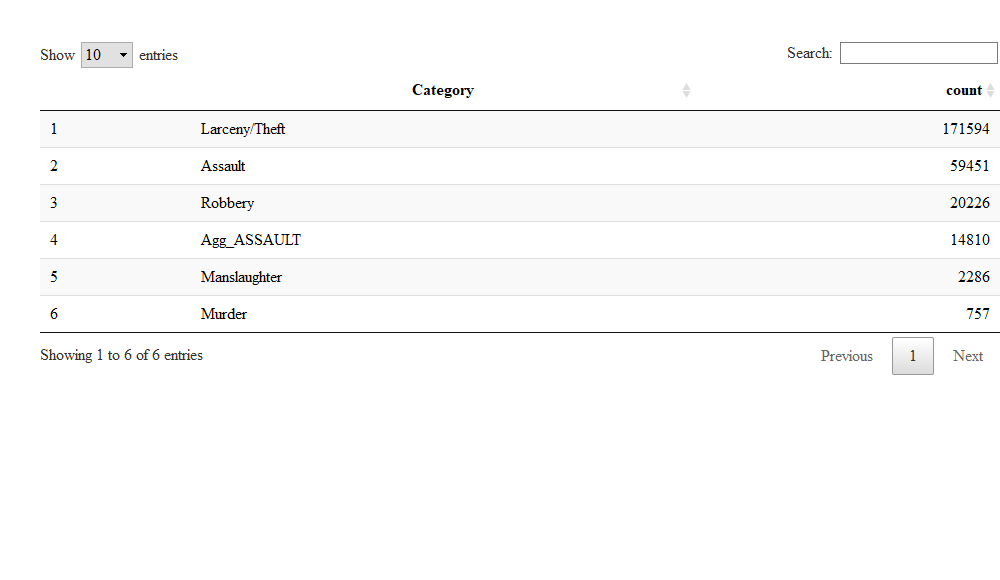 Show 10 entries Search:
Category count
1 Larceny/Theft 171594
2 Assault 59451
3 Robbery 20226
4 Agg_ASSAULT 14810
5 Manslaughter 2286
6 Murder 757
Showing 1 to 6 of 6 entries Previous 1 Next